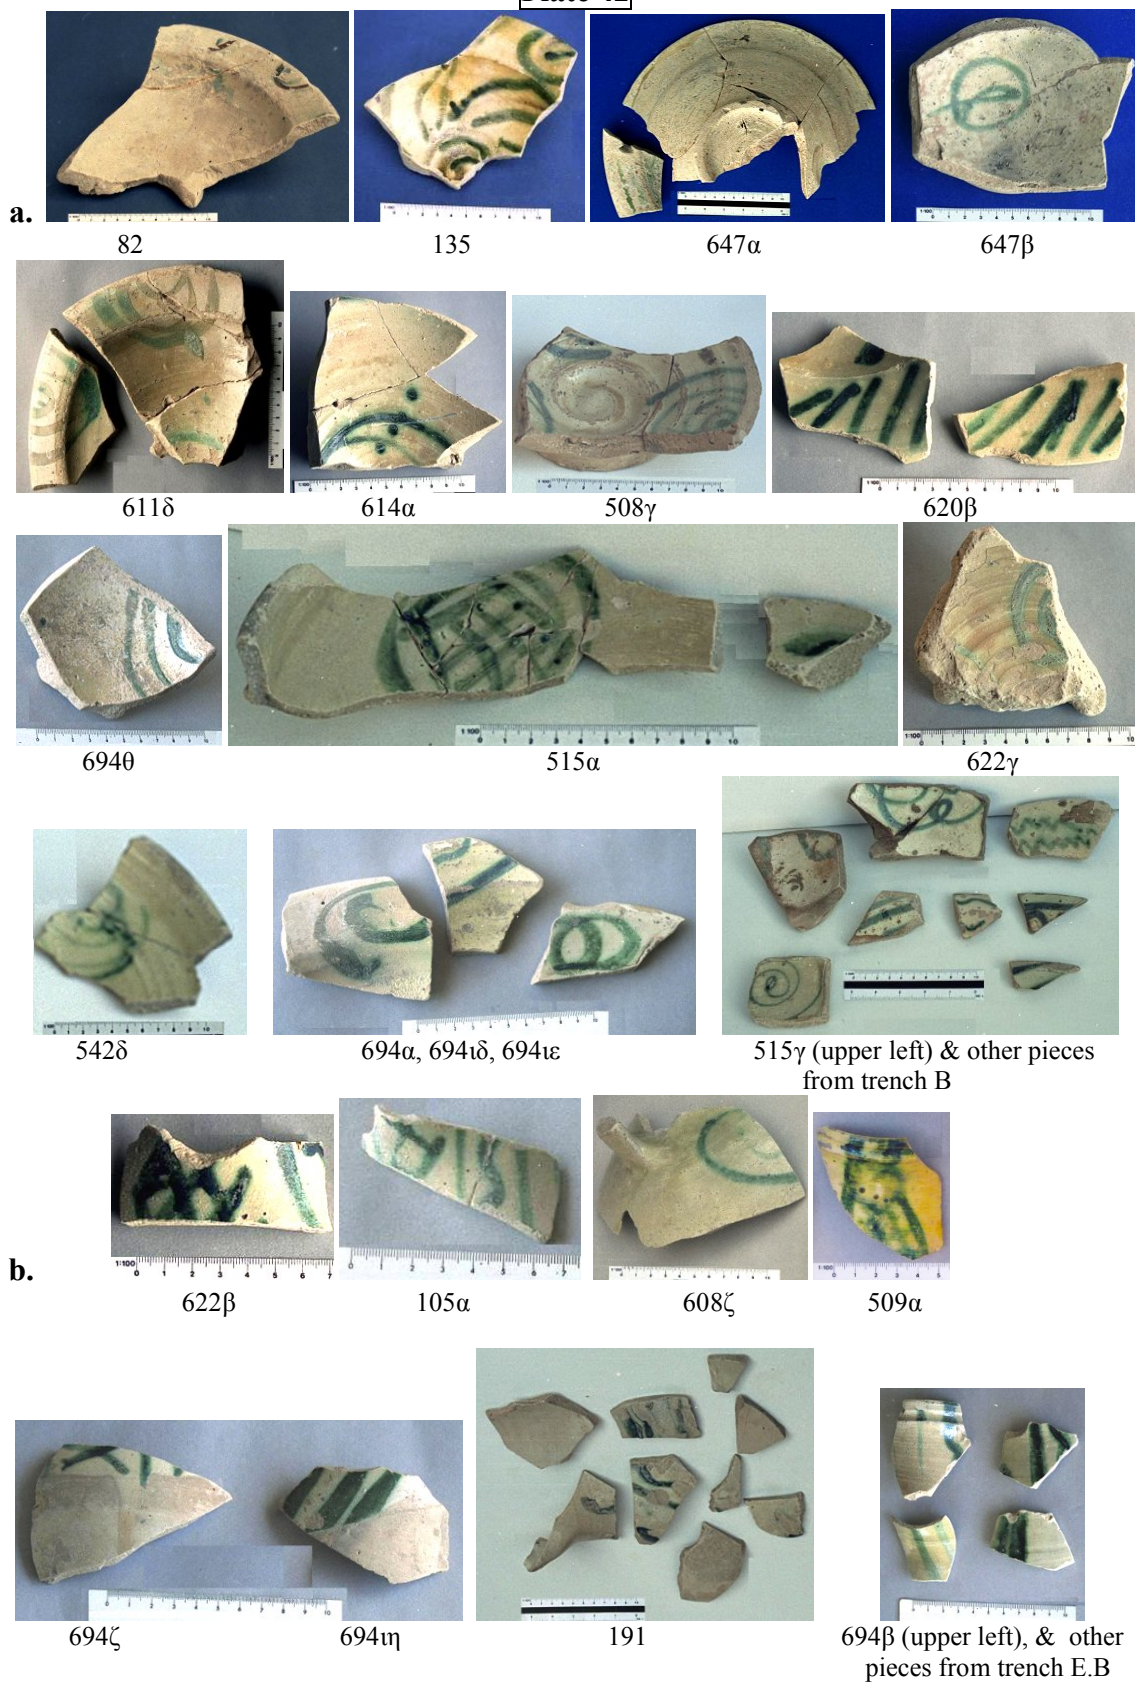 a.
82 135 647α 647β
611δ 614α 508γ 620β
694θ 515α 622γ
542δ 694α, 694ιδ, 694ιε 515γ (upper left) & other pieces
from trench B
b.
622β 105α 608ζ 509α
694ζ 694ιη 191 694β (upper left), & other
pieces from trench E.B